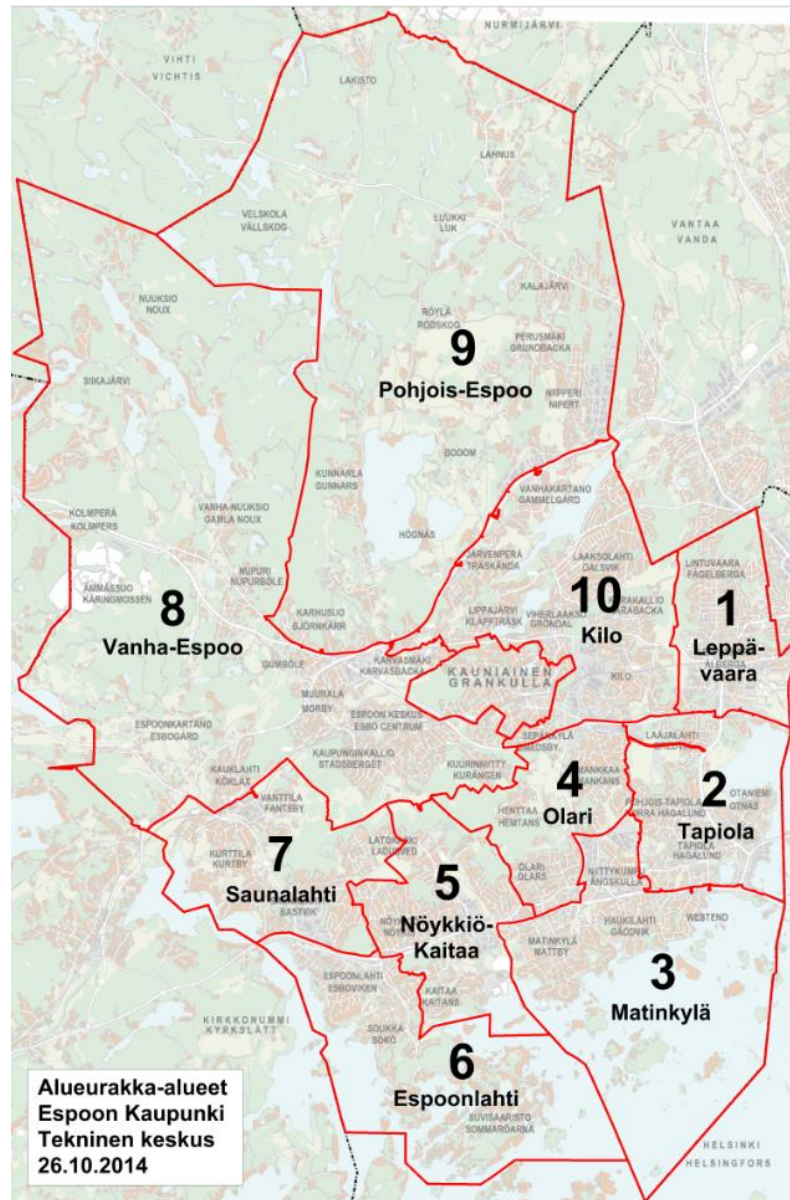 NURMIJÄRVI
VIHTI
VICHTIS
LAKISTO
LAHNUS
VELSKOLA
VÄLLSKOG
LUUKKI
LUK
VANTAA
VANDA
NUUKSIO
NOUX
KALAJÄRVI
RÖYLÄ
RÖDSKOG
PERUSMÄKI
GRUNDBACKA
9
Pohjois-Espoo
SIIKAJÄRVI
NIIPPERI
NIPERT
BODOM
KUNNARLA
GUNNARS
VANHAKARTANO
GAMMELGÅRD
KOLMPERÄ
KOLMPERS
VANHA-NUUKSIO
GAMLA NOUX
HÖGNÄS
JÄRVENPERÄ
TRÄSKÄNDA
LAAKSOLAHTI
DALSVIK
LINTUVAARA
FÅGELBERGA
NUPURI
NUPURBÖLE
ÄMMÄSSUO
KÄRINGMOSSEN
8
Vanha-Espoo
KARHUSUO
BJÖRNKÄRR
LIPPAJÄRVI
KLAPPTRÄSK
VIHERLAAKSO
GRÖNDAL
10
Kilo
1
Leppä-
vaara
GUMBÖLE
KARVASMÄKI
KARVASBACKA
KAUNIAINEN
GRANKULLA
KILO
MUURALA
MORBY
ESPOONKARTANO
ESBOGÅRD
ESPOON KESKUS
ESBO CENTRUM
SEPÄNKYLÄ
SMEDSBY
LAAJALAHTI
KAUPUNGINKALLIO
STADSBERGET
KUURINNIITTY
KURÄNGEN
KAUKLAHTI
KÖKLAX
MANKKAA
MANKANS
4
Olari
2
Tapiola
OTANIEMI
OTNÄS
VANTTILA
FANTSBY
HENTTAA
HEMTANS
POHJOIS-TAPIOLA
NORRA HAGALUND
TAPIOLA
HAGALUND
KURTTILA
KURTBY
7
Saunalahti
BASTVIK
LATOKASKI
LADUSVED
5
Nöykkiö-
Kaitaa
OLARI
OLARS
NIITTYKUMPU
ÄNGSKULLA
HAUKILAHTI
GÄDDVIK
WESTEND
MATINKYLÄ
MATTBY
3
Matinkylä
ESPOONLAHTI
ESBOVIKEN
KAITAA
KAITANS
KIRKKONUMMI
KYRKSLÄTT
SOUKKA
SÖKÖ
6
Espoonlahti
SUVISAARISTO
SOMMARÖARNA
HELSINKI
HELSINGFORS
Alueurakka-alueet
Espoon Kaupunki
Tekninen keskus
26.10.2014